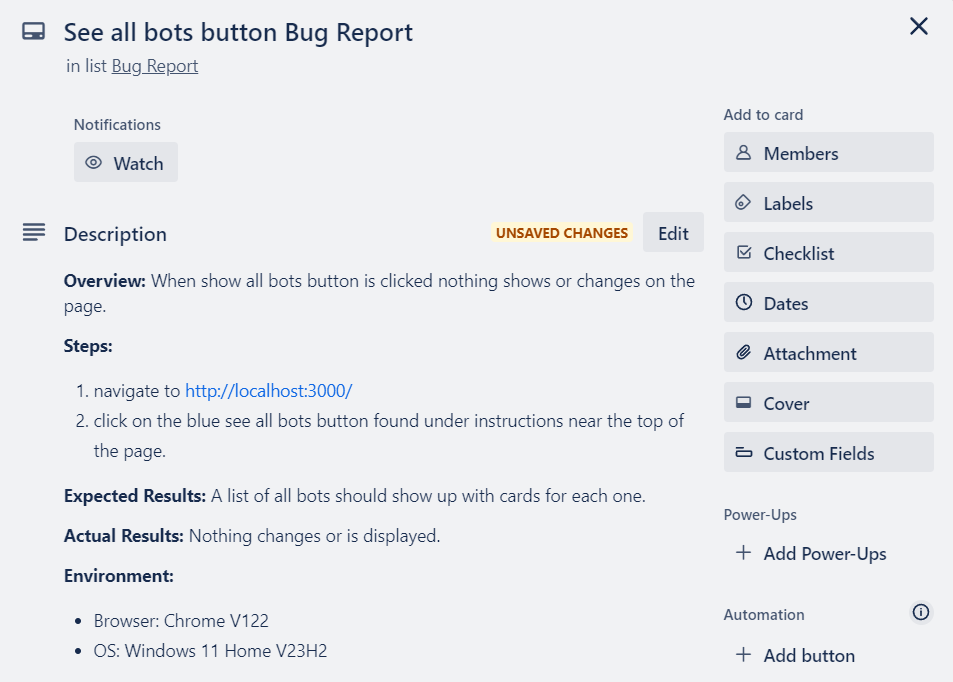 See all bots button Bug Report
in list Bug Report
Notifications
Watch
Description
UNSAVED CHANGES
Edit
Overview: When show all bots button is clicked nothing shows or changes on the
page.
Steps:
1. navigate to http://localhost:3000/
2. click on the blue see all bots button found under instructions near the top of
the page.
Expected Results: A list of all bots should show up with cards for each one.
Actual Results: Nothing changes or is displayed.
Environment:
• Browser: Chrome V122
• OS: Windows 11 Home V23H2
Add to card
Members
Labels
Checklist
Dates
Attachment
Cover
Custom Fields
Power-Ups
Add Power-Ups
Automation
Add button